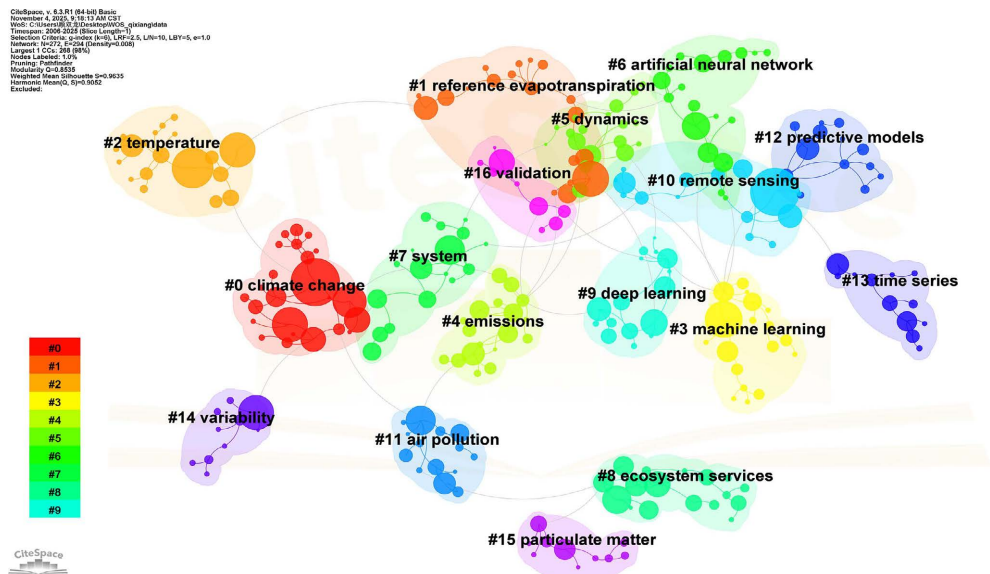 CiteSpace, v. 6.3.R1 (64-bit) Basic
November 4, 2025, 9:18:13 AM CST
Timespan: 2006-2025 (Slice Length=1)
Selection Criteria: g-index (k=6), LRF=2.5, L/N=10, LBY=5, e=1.0
Network: N=272, E=294 (Density=0.008)
Largest 1 CCs: 268 (98%)
Nodes Labeled: 1.0%
Pruning: Pathfinder
Modularity Q=0.8535
Weighted Mean Silhouette S=0.9635
Harmonic Mean(Q, S)=0.9052
Excluded:
#6 artificial neural network
#1 reference evapotranspiration
#5 dynamics
#12 predictive models
#2 temperature
#16 validation
#10 remote sensing
#7 system
#0 climate change
#13 time series
#9 deep learning
#4 emissions
#3 machine learning
#14 variability
#11 air pollution
#8 ecosystem services
#15 particulate matter
#0
#1
#2
#3
#4
#5
#6
#7
#8
#9
CiteSpace